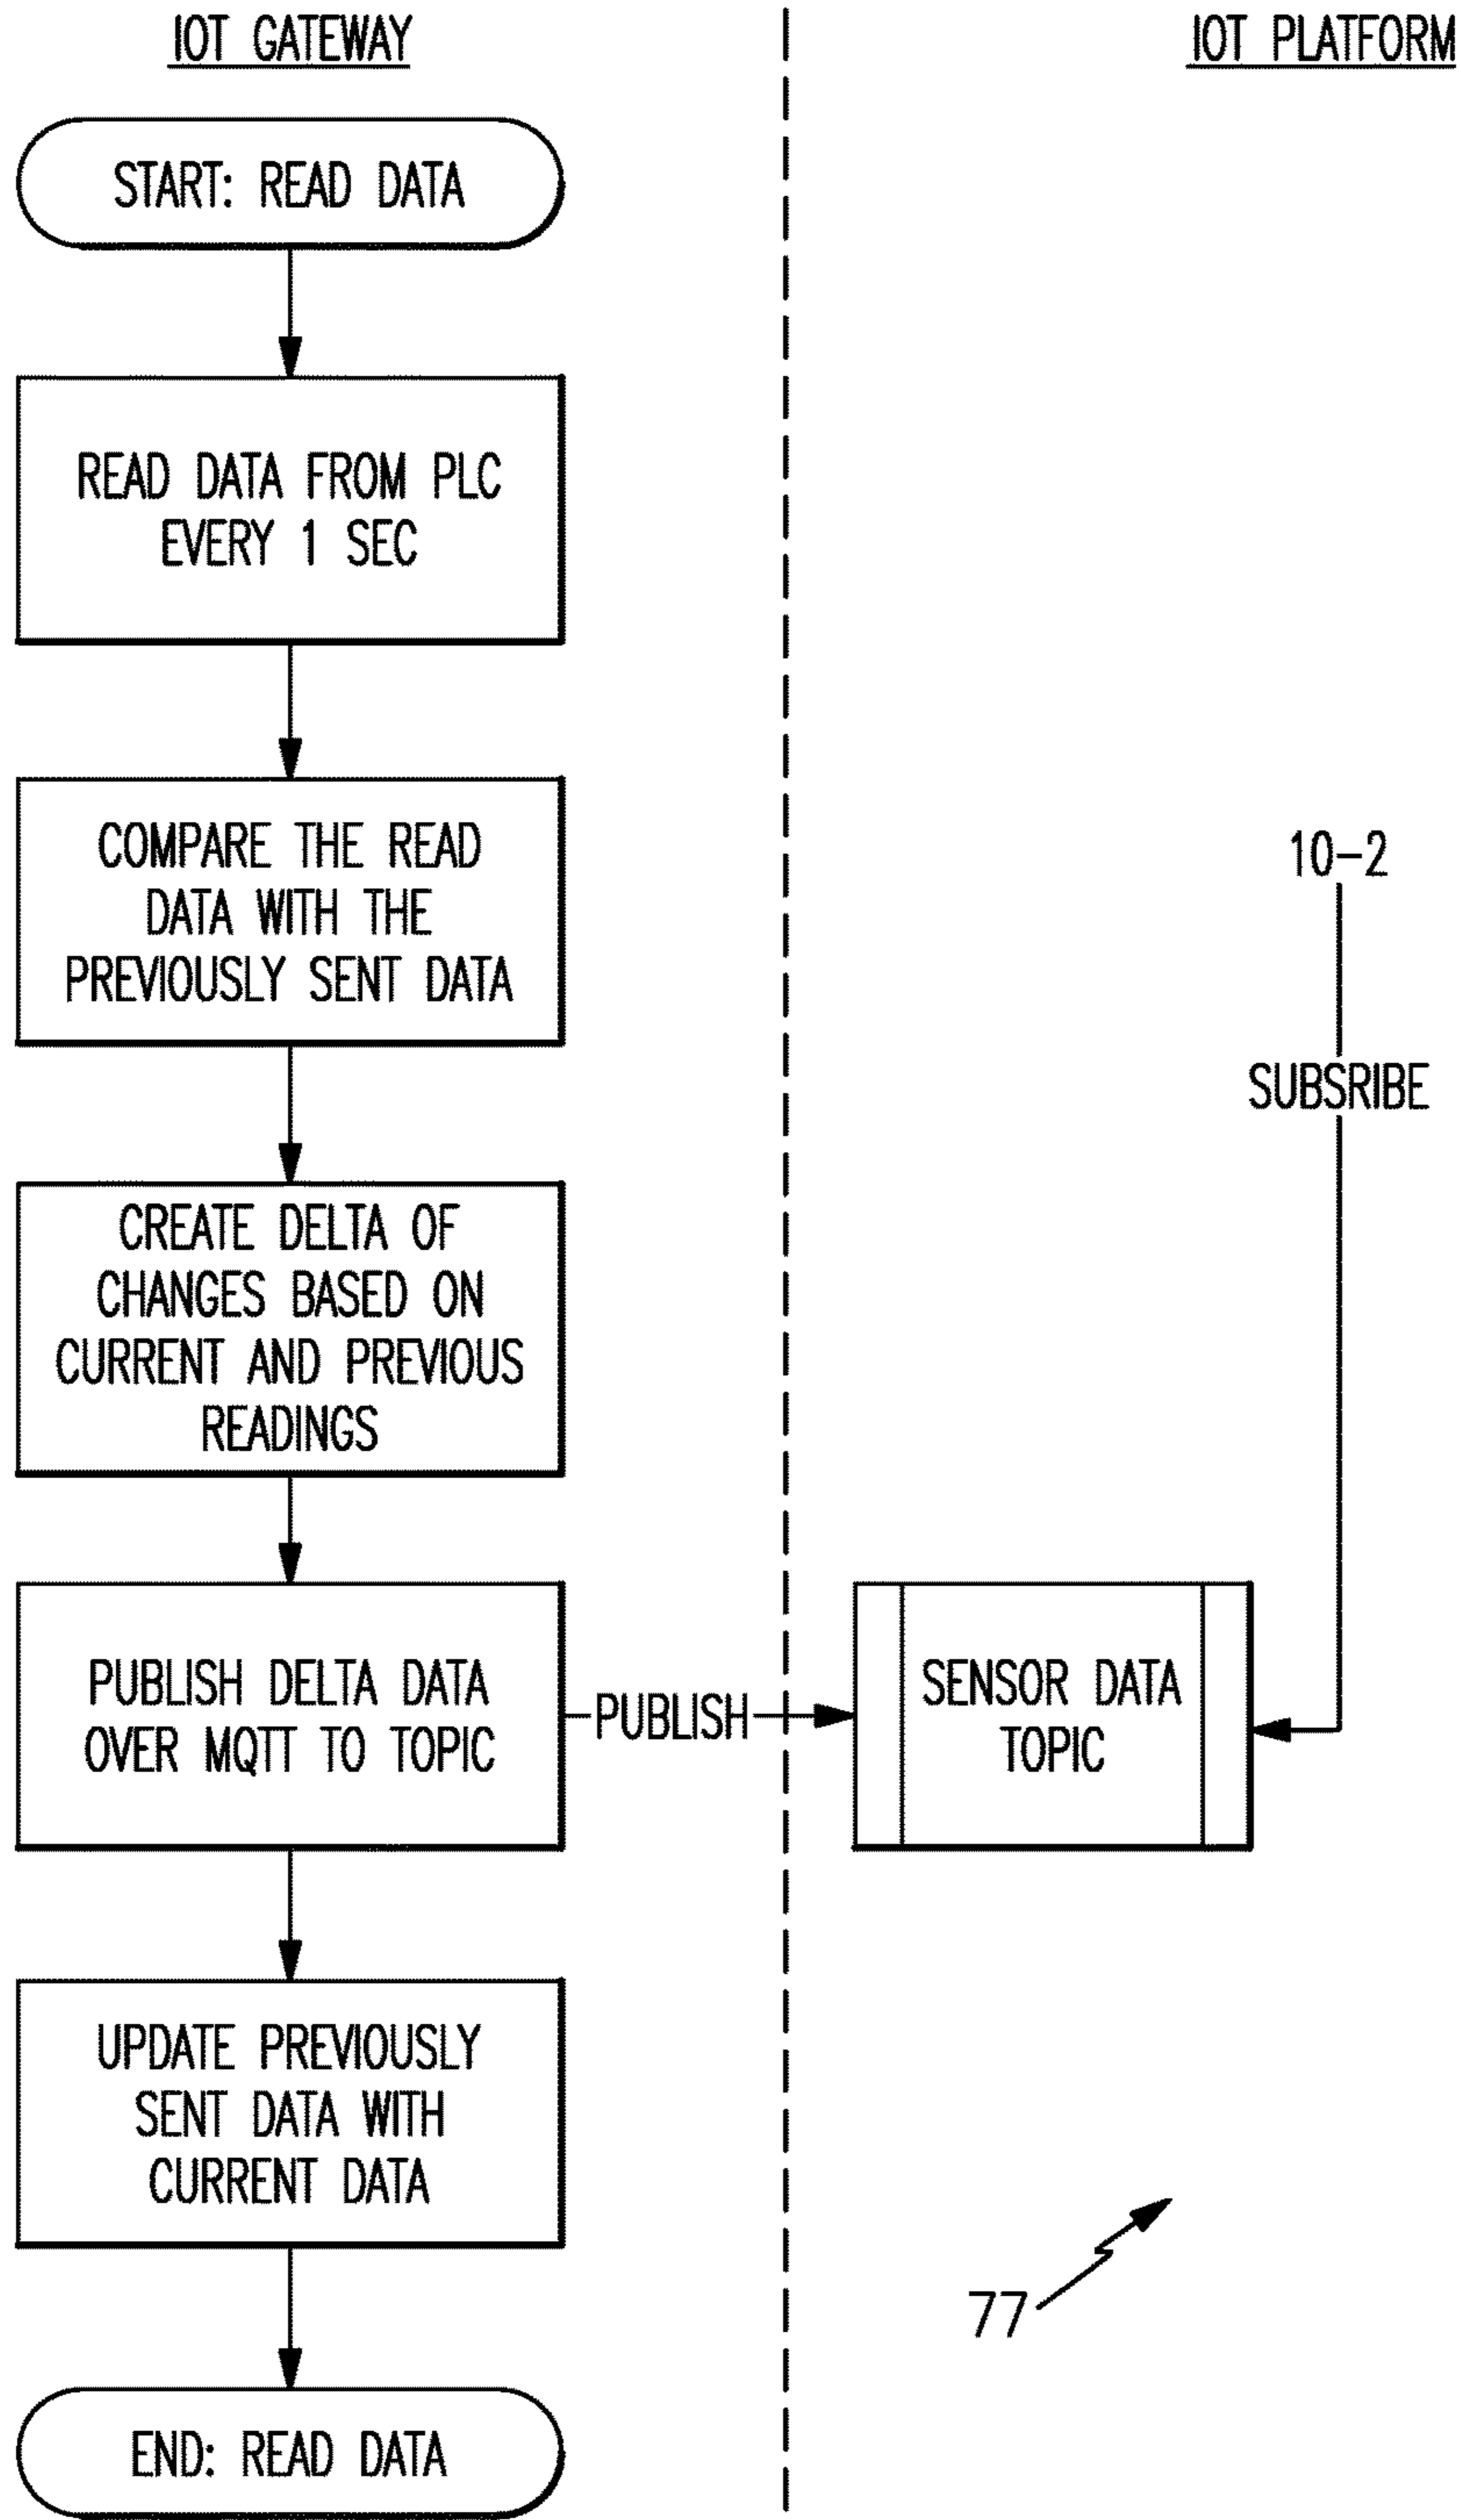 IOT GATEWAY
IOT PLATFORM
START: READ DATA
READ DATA FROM PLC
EVERY 1 SEC
COMPARE THE READ
DATA WITH THE
PREVIOUSLY SENT DATA
10-2
SUBSRIBE
CREATE DELTA OF
CHANGES BASED ON
CURRENT AND PREVIOUS
READINGS
PUBLISH DELTA DATA
OVER MQTT TO TOPIC
PUBLISH
SENSOR DATA
TOPIC
UPDATE PREVIOUSLY
SENT DATA WITH
CURRENT DATA
77
END: READ DATA